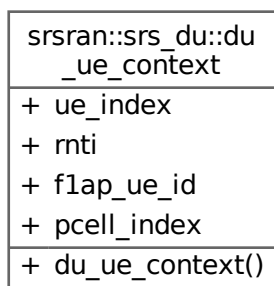 srsran::srs_du::du
_ue_context
+ ue_index
+ rnti
+ f1ap_ue_id
+ pcell_index
+ du_ue_context()